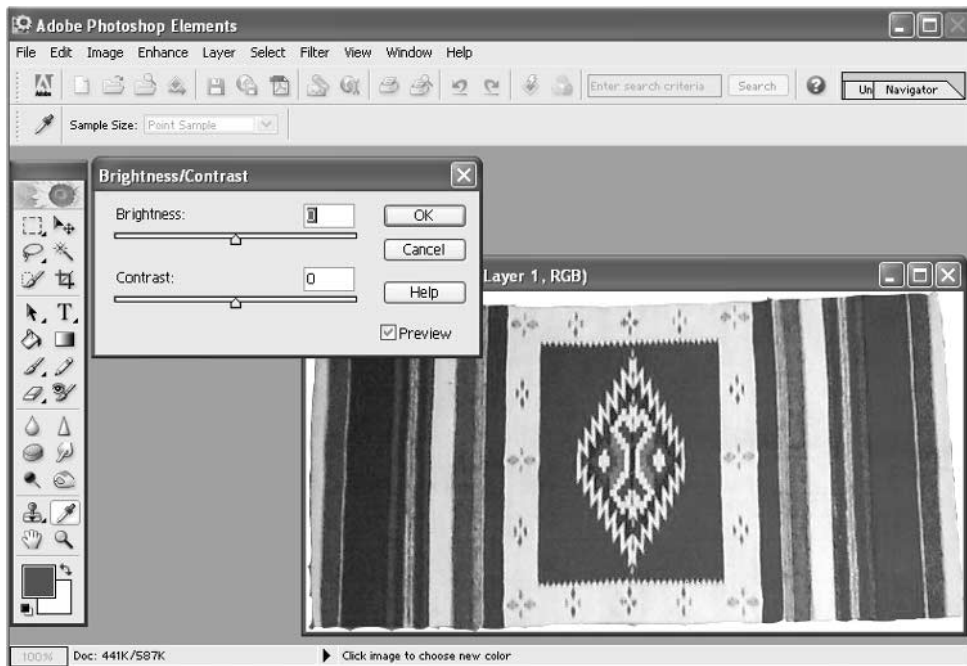 Adobe Photoshop Elements
File Edit Image Enhance Layer Select Filter View Window Help
Adobe Enter search criteria Search ? Un Navigator
Sample Size: Point Sample
Brightness/Contrast
Brightness: 0 OK
Cancel
Contrast: 0 Help
Preview
Layer 1, RGB)
T
100% Doc: 441K/587K Click image to choose new color